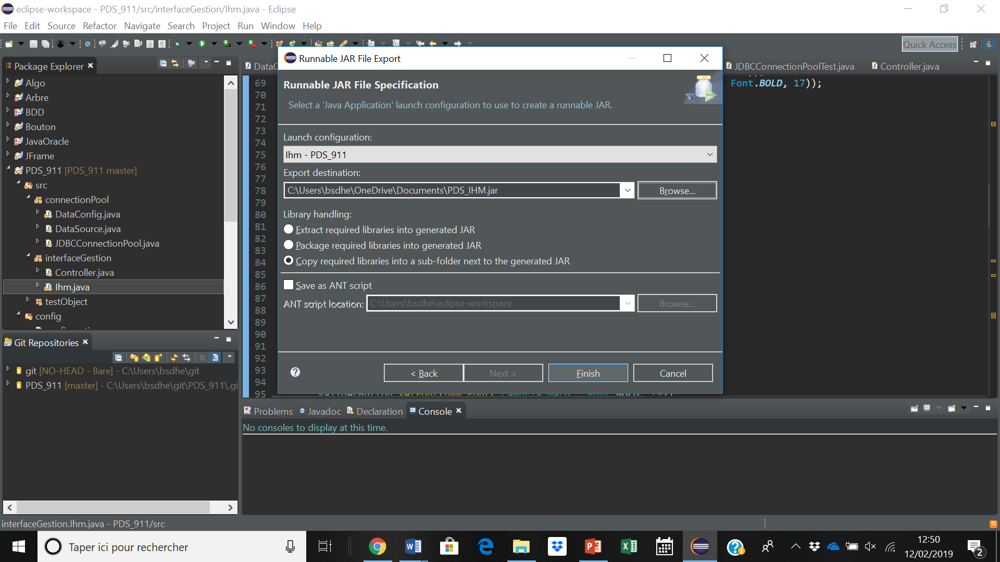 eclipse-workspace - PDS_911/src/interfaceGestion/Ihm.java - Eclipse
File Edit Source Refactor Navigate Search Project Run Window Help
Quick Access
Package Explorer
Algo
Arbre
BDD
Bouton
JavaOracle
JFrame
PDS_911 [PDS_911 master]
src
connectionPool
DataConfig.java
DataSource.java
JDBCConnectionPool.java
interfaceGestion
Controller.java
Ihm.java
testObject
config
Git Repositories
git [NO-HEAD - Bare] - C:\Users\bsdhe\git
PDS_911 [master] - C:\Users\bsdhe\git\PDS_911\.gi
JDBCConnectionPoolTest.java
Controller.java
69
70
71
72
73
74
75
76
77
78
79
80
81
82
83
84
85
86
87
88
89
90
91
92
93
94
95
Font.BOLD, 17));
Runnable JAR File Export
Runnable JAR File Specification
Select a 'Java Application' launch configuration to use to create a runnable JAR.
Launch configuration:
Ihm - PDS_911
Export destination:
C:\Users\bsdhe\OneDrive\Documents\PDS_IHM.jar
Browse...
Library handling:
Extract required libraries into generated JAR
Package required libraries into generated JAR
Copy required libraries into a sub-folder next to the generated JAR
Save as ANT script
ANT script location:
C:\Users\bsdhe\eclipse-workspace
Browse...
< Back
Next >
Finish
Cancel
Problems
Javadoc
Declaration
Console
No consoles to display at this time.
interfaceGestion.Ihm.java - PDS_911/src
Taper ici pour rechercher
12:50
12/02/2019
2